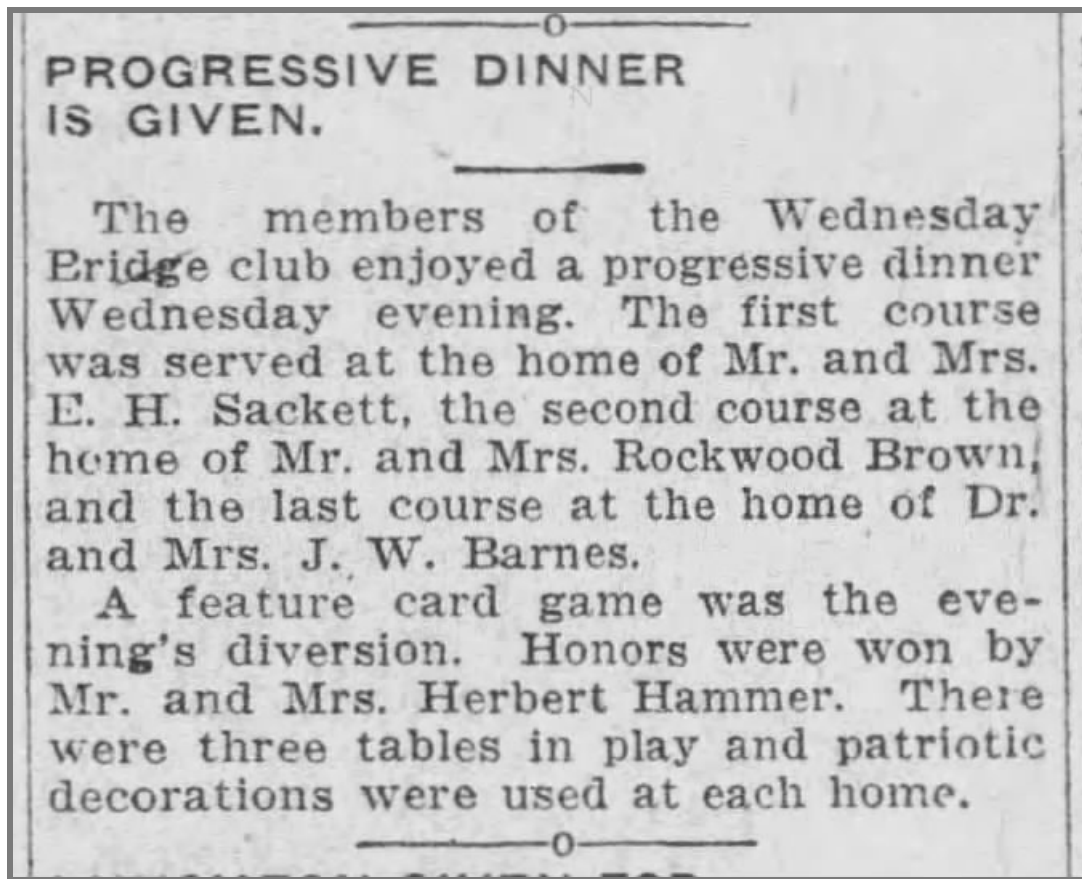 PROGRESSIVE DINNER
IS GIVEN.
The members of the Wednesday
Bridge club enjoyed a progressive dinner
Wednesday evening. The first course
was served at the home of Mr. and Mrs.
E. H. Sackett, the second course at the
home of Mr. and Mrs. Rockwood Brown,
and the last course at the home of Dr.
and Mrs. J. W. Barnes.
A feature card game was the eve-
ning's diversion. Honors were won by
Mr. and Mrs. Herbert Hammer. There
were three tables in play and patriotic
decorations were used at each home.